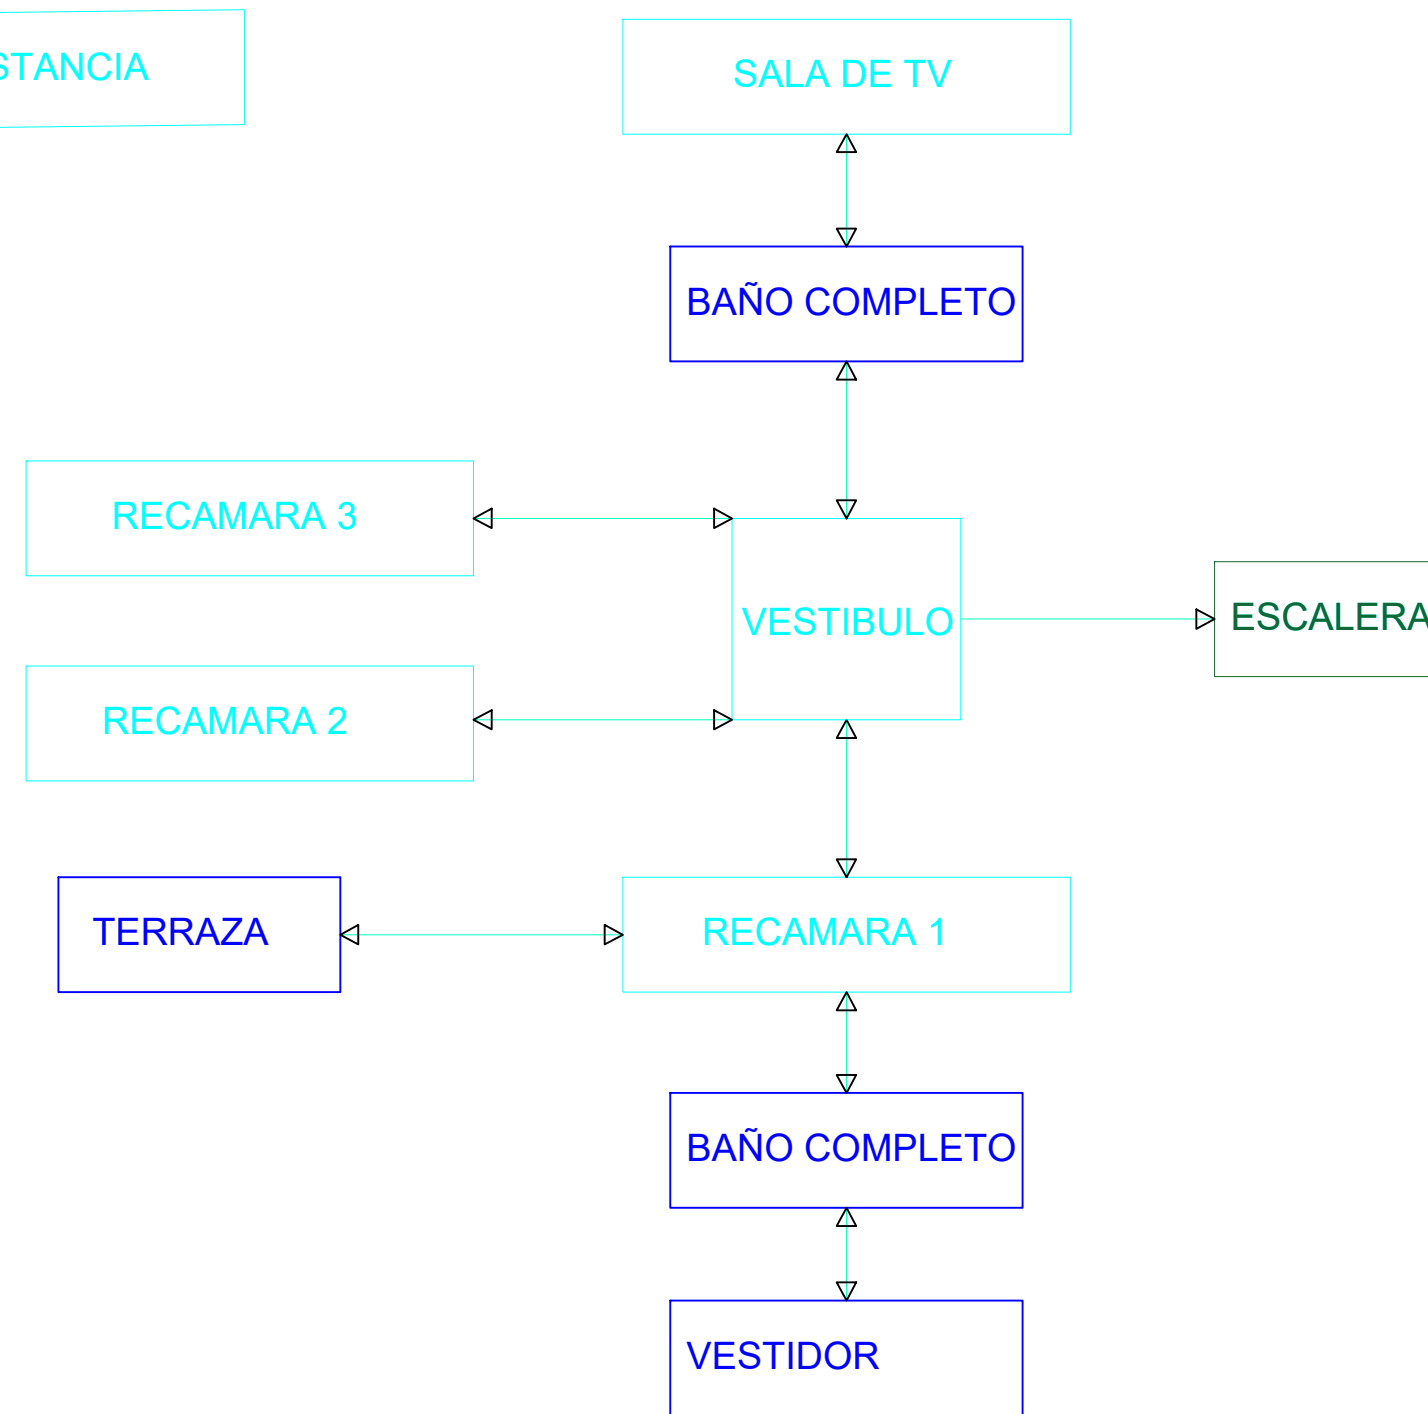 STANCIA
SALA DE TV
BAÑO COMPLETO
RECAMARA 3
VESTIBULO
ESCALERA
RECAMARA 2
TERRAZA
RECAMARA 1
BAÑO COMPLETO
VESTIDOR